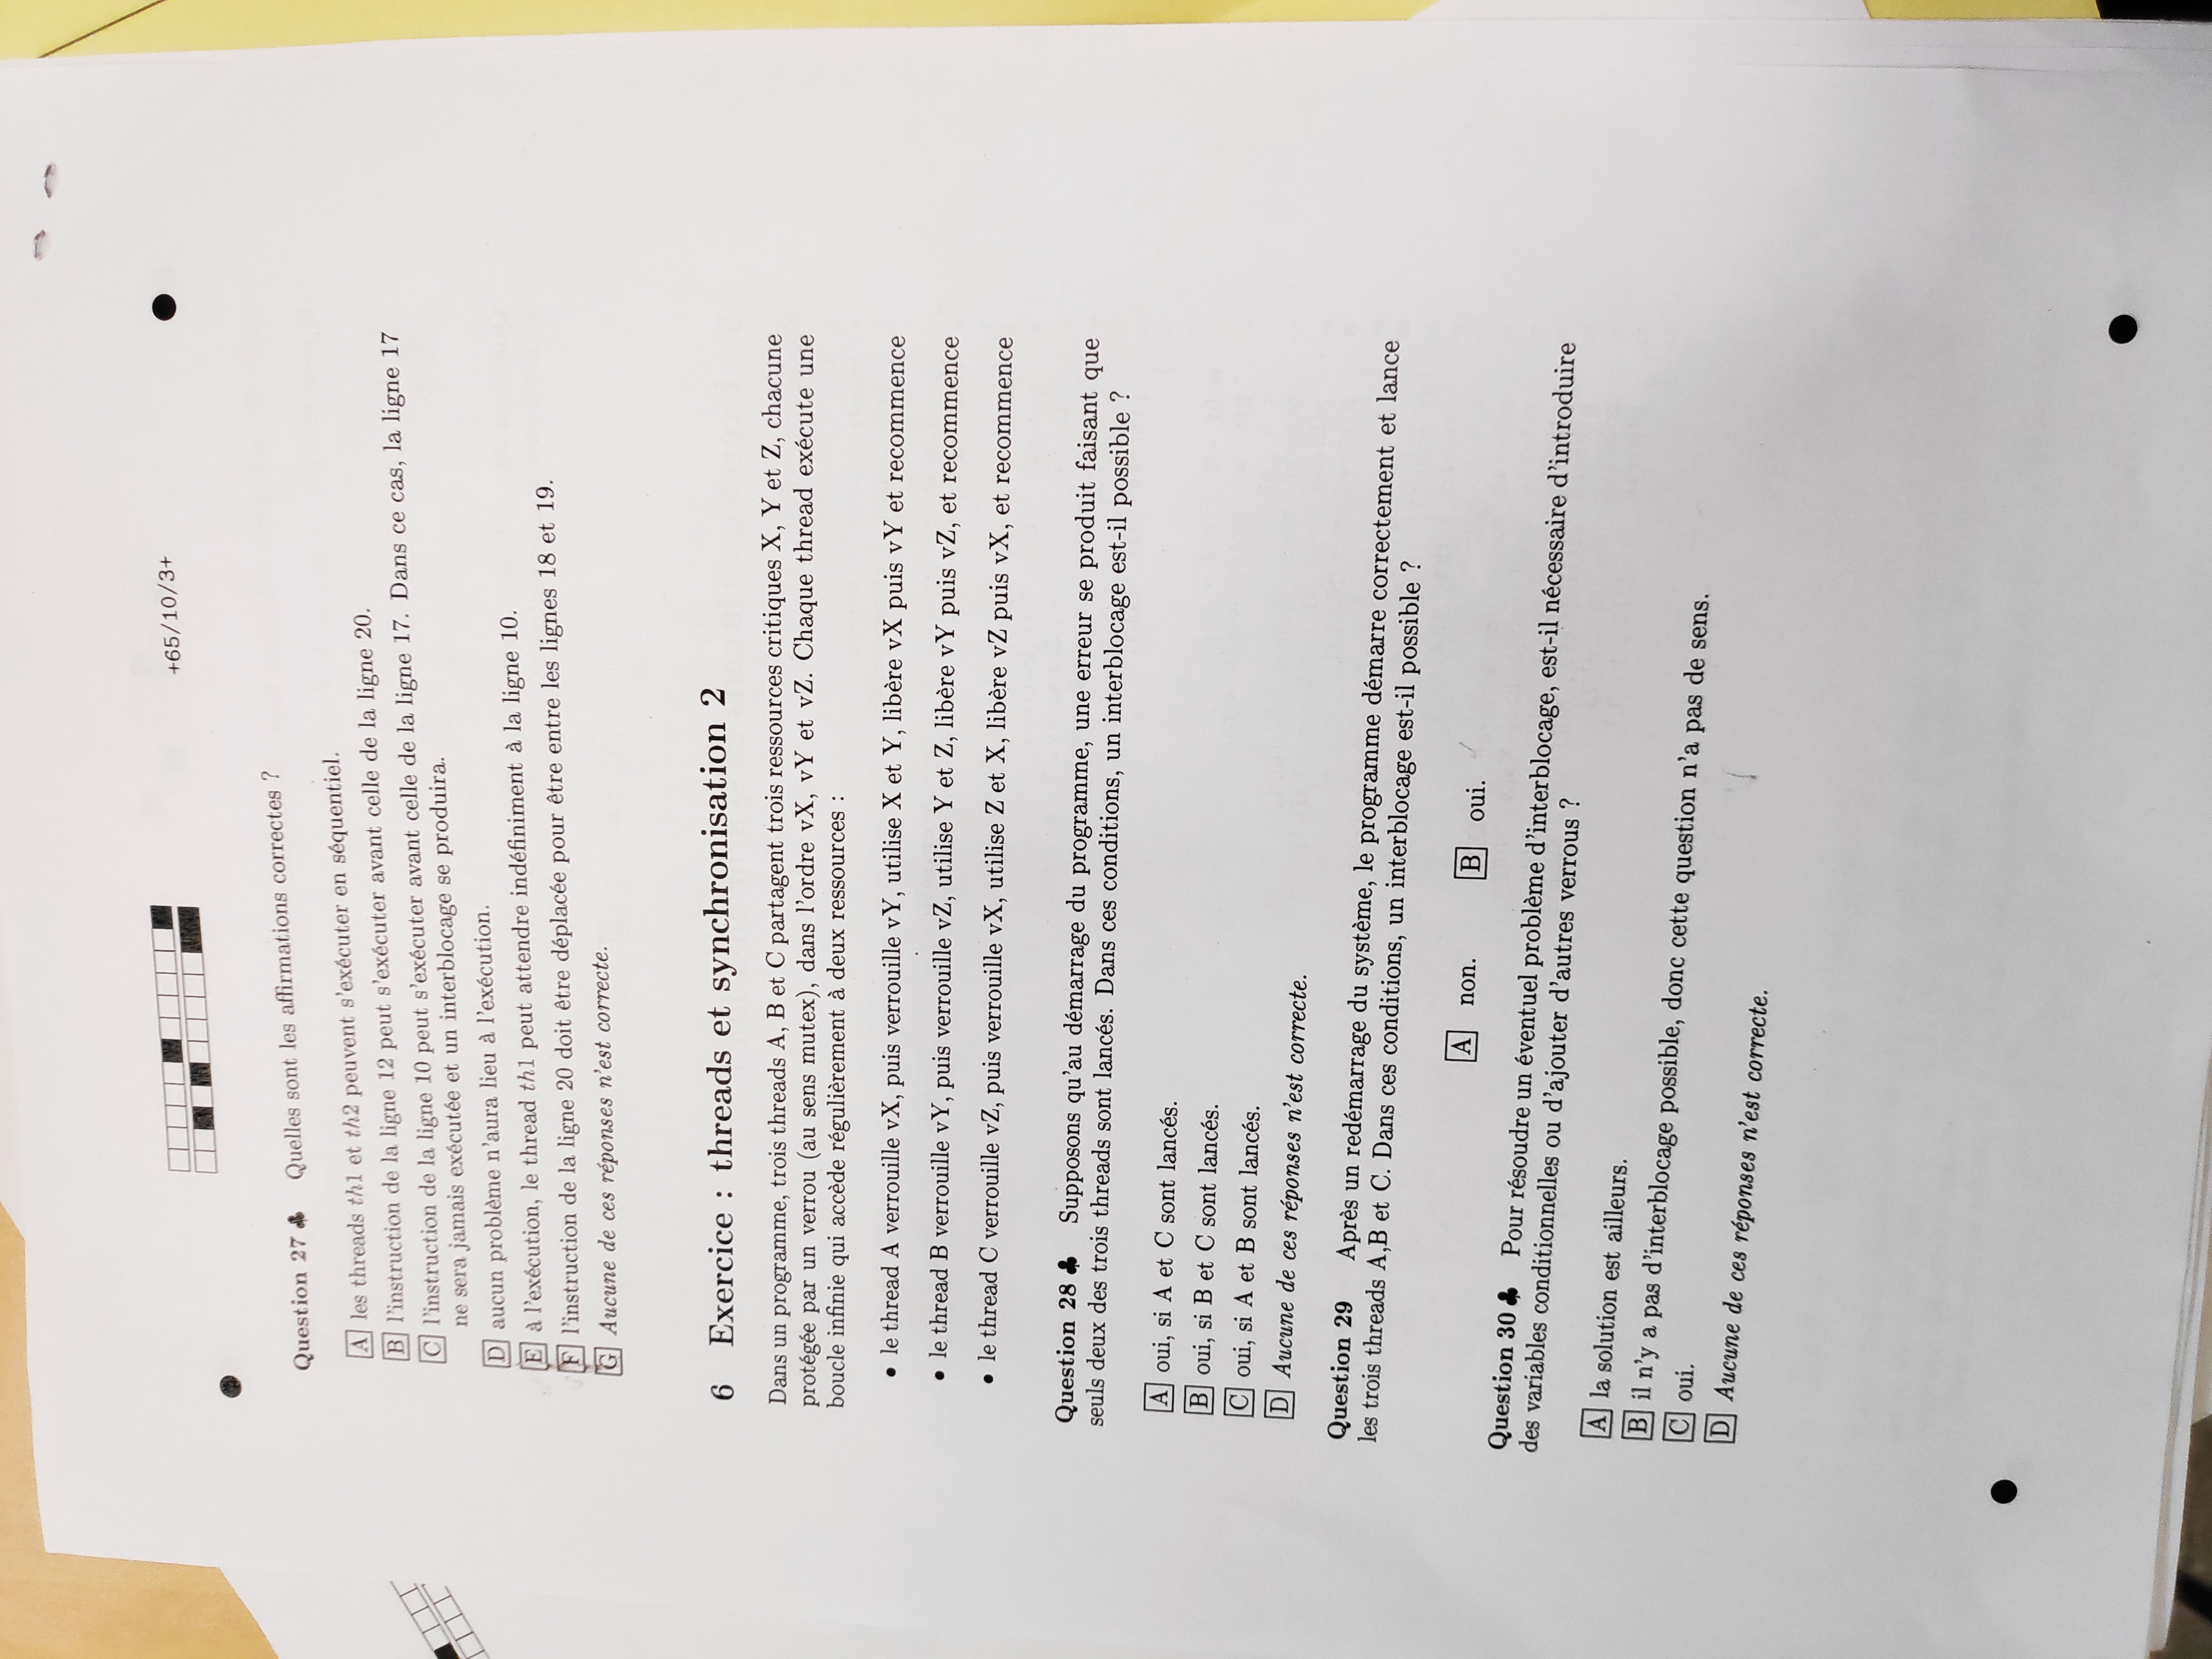 +65/10/3+
Question 27 ♣ Quelles sont les affirmations correctes ?
A les threads th1 et th2 peuvent s'exécuter en séquentiel.
B l'instruction de la ligne 12 peut s'exécuter avant celle de la ligne 20.
C l'instruction de la ligne 10 peut s'exécuter avant celle de la ligne 17. Dans ce cas, la ligne 17
ne sera jamais exécutée et un interblocage se produira.
D aucun problème n'aura lieu à l'exécution.
E à l'exécution, le thread th1 peut attendre indéfiniment à la ligne 10.
F l'instruction de la ligne 20 doit être déplacée pour être entre les lignes 18 et 19.
G Aucune de ces réponses n'est correcte.
6 Exercice : threads et synchronisation 2
Dans un programme, trois threads A, B et C partagent trois ressources critiques X, Y et Z, chacune
protégée par un verrou (au sens mutex), dans l'ordre vX, vY et vZ. Chaque thread exécute une
boucle infinie qui accède régulièrement à deux ressources :
• le thread A verrouille vX, puis verrouille vY, utilise X et Y, libère vX puis vY et recommence
• le thread B verrouille vY, puis verrouille vZ, utilise Y et Z, libère vY puis vZ, et recommence
• le thread C verrouille vZ, puis verrouille vX, utilise Z et X, libère vZ puis vX, et recommence
Question 28 ♣ Supposons qu'au démarrage du programme, une erreur se produit faisant que
seuls deux des trois threads sont lancés. Dans ces conditions, un interblocage est-il possible ?
A oui, si A et C sont lancés.
B oui, si B et C sont lancés.
C oui, si A et B sont lancés.
D Aucune de ces réponses n'est correcte.
Question 29 Après un redémarrage du système, le programme démarre correctement et lance
les trois threads A,B et C. Dans ces conditions, un interblocage est-il possible ?
A non. B oui.
Question 30 ♣ Pour résoudre un éventuel problème d'interblocage, est-il nécessaire d'introduire
des variables conditionnelles ou d'ajouter d'autres verrous ?
A la solution est ailleurs.
B il n'y a pas d'interblocage possible, donc cette question n'a pas de sens.
C oui.
D Aucune de ces réponses n'est correcte.